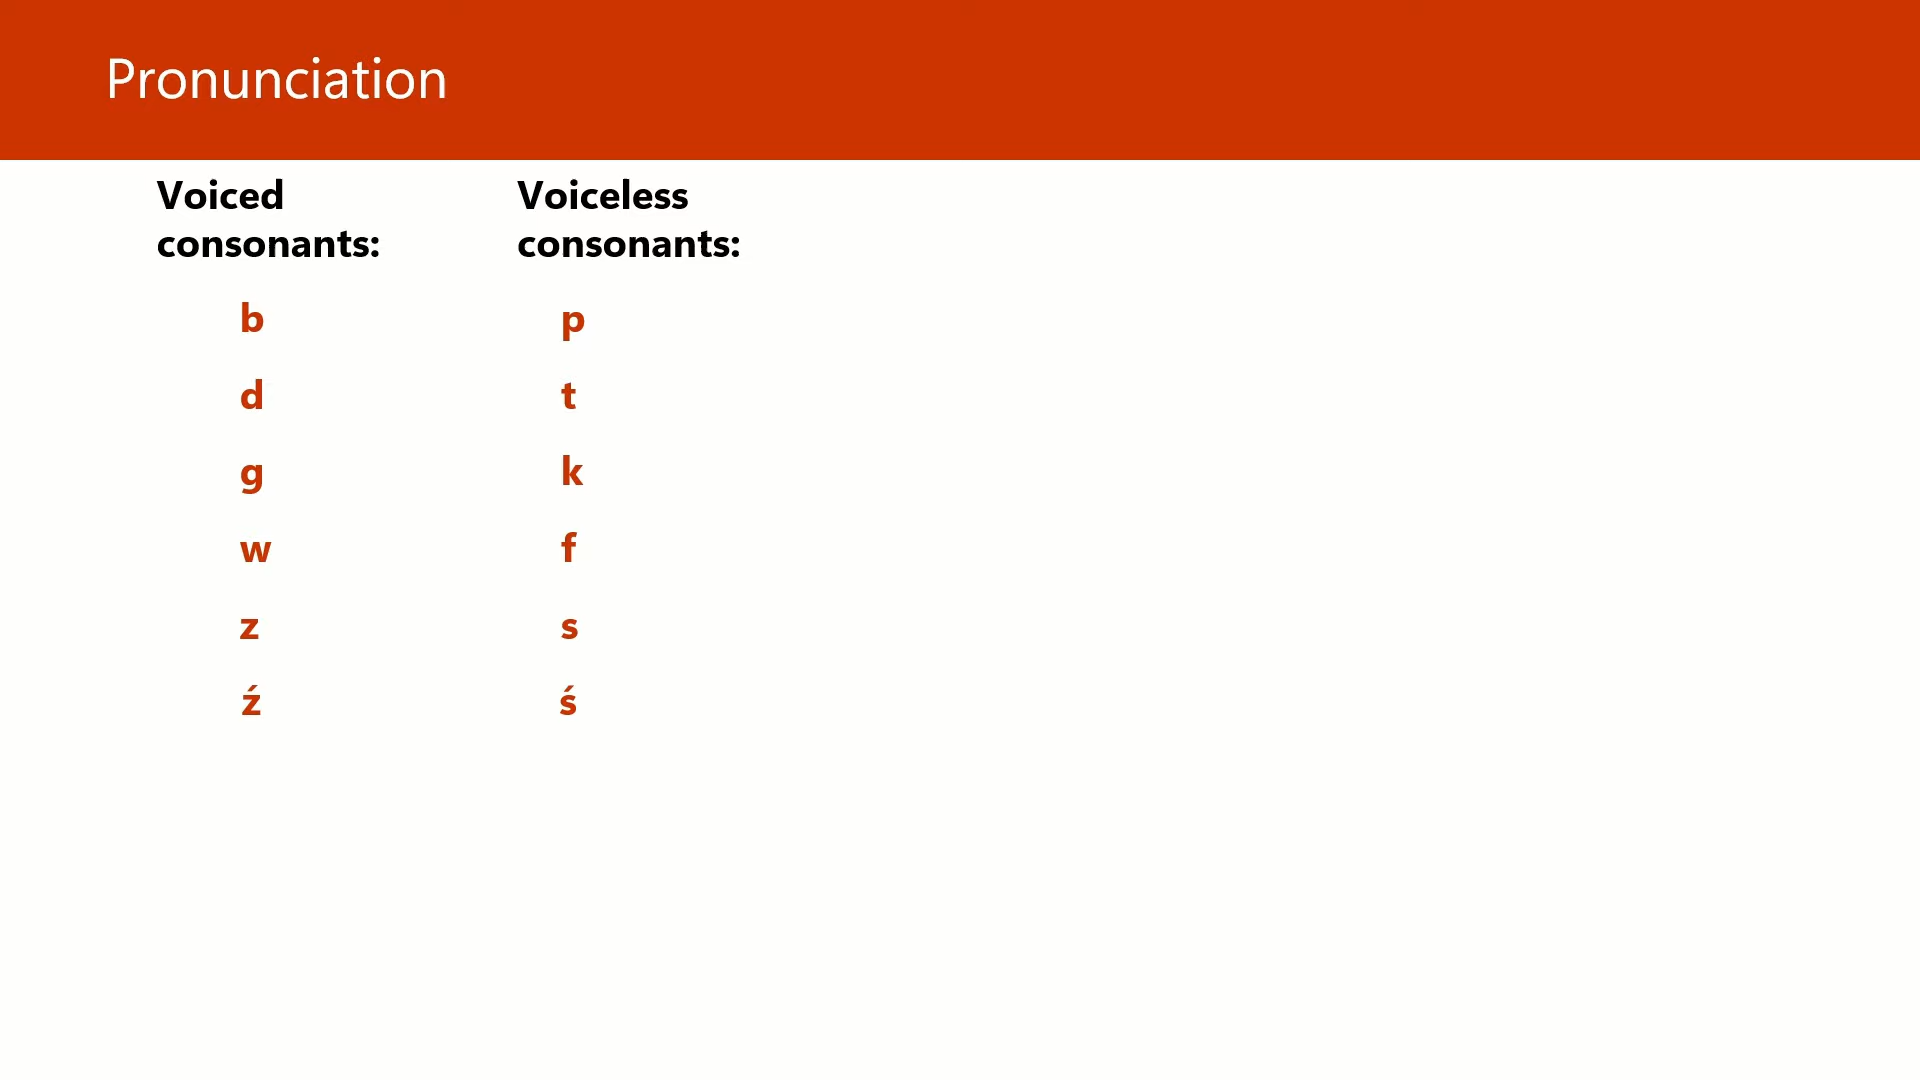 Pronunciation
Voiced
consonants:
Voiceless
consonants:
b
p
d
t
g
k
w
f
z
s
ź
ś